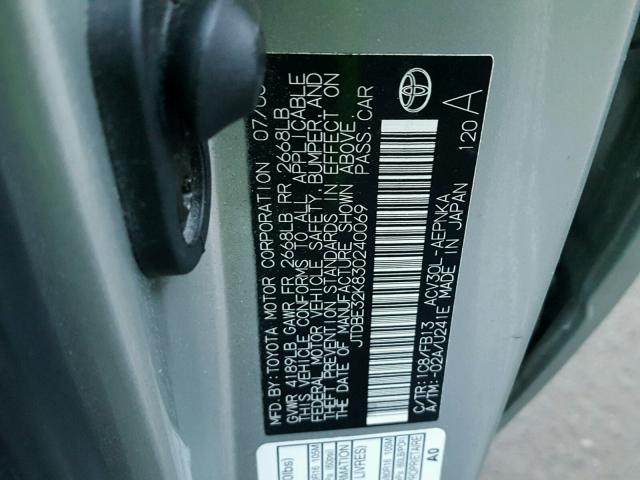 MFD. BY: TOYOTA MOTOR CORPORATION 07/
GVWR 4189LB GAWR FR 2668LB RR 2668LB
THIS VEHICLE CONFORMS TO ALL APPLICABLE
FEDERAL MOTOR VEHICLE SAFETY, BUMPER, AND
THEFT PREVENTION STANDARDS IN EFFECT ON
THE DATE OF MANUFACTURE SHOWN ABOVE.
JTDBE32K830240069 PASS. CAR
C/TR: 1C8/FB13 ACV30L-AEPNKA
A/TM: -02A/U241E MADE IN JAPAN
120 A
LIVRES)
A0